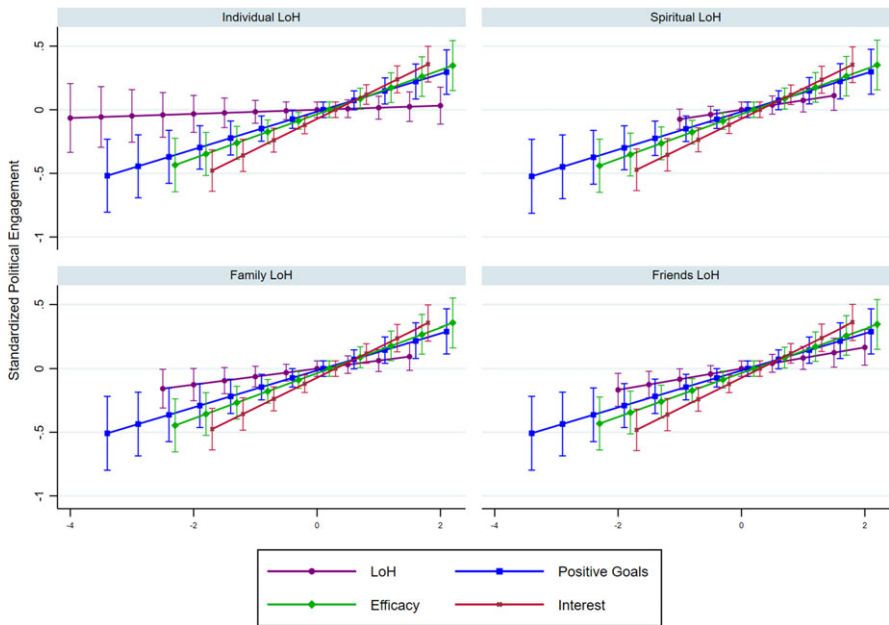 Individual LoH
Spiritual LoH
Standardized Political Engagement
.5
0
-.5
-1
Family LoH
Friends LoH
.5
0
-.5
-1
-4
-2
0
2
-4
-2
0
2
LoH
Positive Goals
Efficacy
Interest